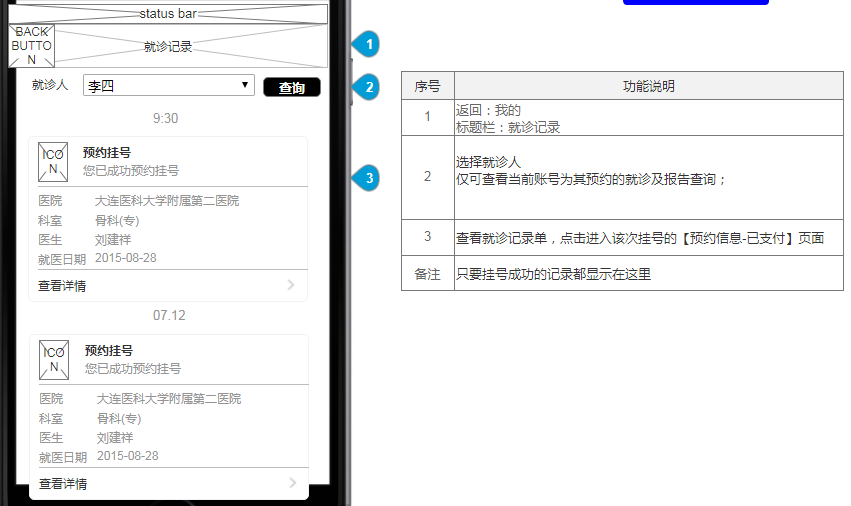 status bar
BACK
BUTTO
N
就诊记录
就诊人
李四
查询
9:30
ICO
N
预约挂号
您已成功预约挂号
医院 大连医科大学附属第二医院
科室 骨科(专)
医生 刘建祥
就医日期 2015-08-28
查看详情
07.12
ICO
N
预约挂号
您已成功预约挂号
医院 大连医科大学附属第二医院
科室 骨科(专)
医生 刘建祥
就医日期 2015-08-28
查看详情
1
2
3
序号 功能说明
1 返回：我的
标题栏：就诊记录
2 选择就诊人
仅可查看当前账号为其预约的就诊及报告查询；
3 查看就诊记录单，点击进入该次挂号的【预约信息-已支付】页面
备注 只要挂号成功的记录都显示在这里